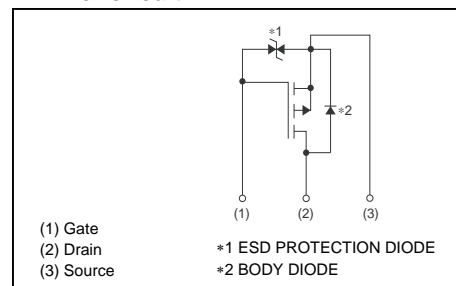 *1
*2
(1) (2) (3)
(1) Gate
(2) Drain
(3) Source
*1 ESD PROTECTION DIODE
*2 BODY DIODE